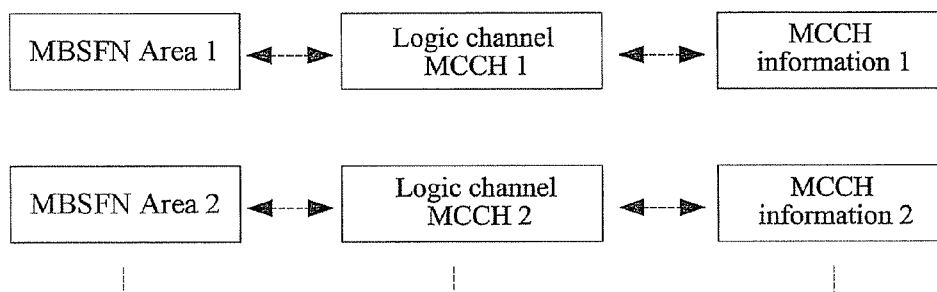 MBSFN Area 1
Logic channel
MCCH 1
MCCH
information 1
MBSFN Area 2
Logic channel
MCCH 2
MCCH
information 2